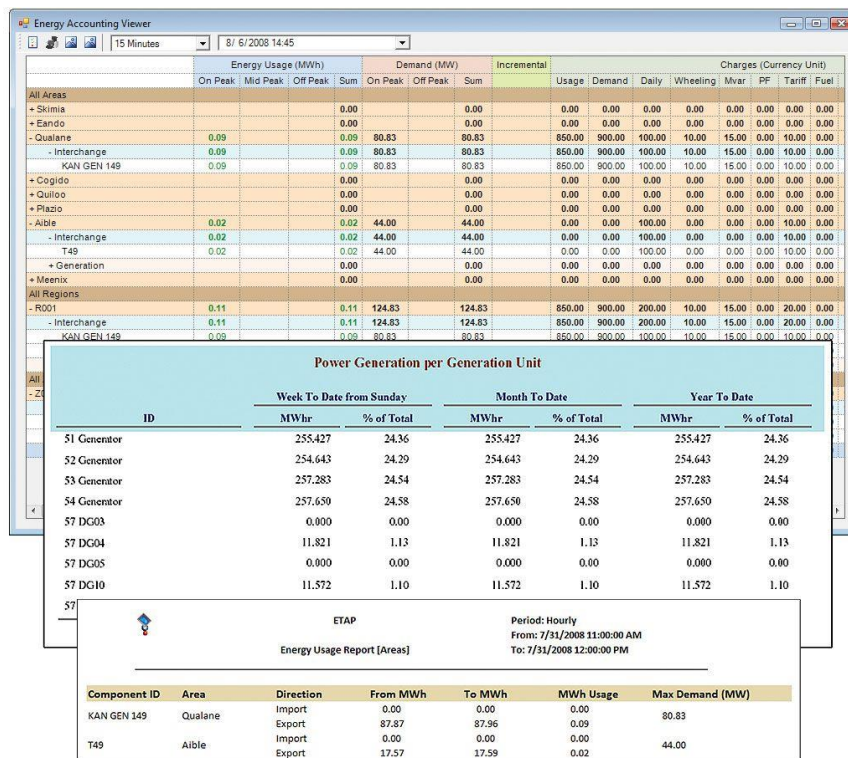 Energy Accounting Viewer
15 Minutes 8/ 6/2008 14:45
Energy Usage (MWh) Demand (MW) Incremental Charges (Currency Unit)
On Peak Mid Peak Off Peak Sum On Peak Off Peak Sum Usage Demand Daily Wheeling Mvar PF Tariff Fuel
All Areas
+ Skimia 0.00 0.00 0.00 0.00 0.00 0.00 0.00 0.00 0.00 0.00
+ Eando 0.00 0.00 0.00 0.00 0.00 0.00 0.00 0.00 0.00 0.00
- Qualane 0.09 0.09 80.83 80.83 850.00 900.00 100.00 10.00 15.00 0.00 10.00 0.00
- Interchange 0.09 0.09 80.83 80.83 850.00 900.00 100.00 10.00 15.00 0.00 10.00 0.00
KAN GEN 149 0.09 0.09 80.83 80.83 850.00 900.00 100.00 10.00 15.00 0.00 10.00 0.00
+ Cogido 0.00 0.00 0.00 0.00 0.00 0.00 0.00 0.00 0.00 0.00
+ Quiloo 0.00 0.00 0.00 0.00 0.00 0.00 0.00 0.00 0.00 0.00
+ Plazio 0.00 0.00 0.00 0.00 0.00 0.00 0.00 0.00 0.00 0.00
- Aible 0.02 0.02 44.00 44.00 0.00 0.00 100.00 0.00 0.00 0.00 10.00 0.00
- Interchange 0.02 0.02 44.00 44.00 0.00 0.00 100.00 0.00 0.00 0.00 10.00 0.00
T49 0.02 0.02 44.00 44.00 0.00 0.00 100.00 0.00 0.00 0.00 10.00 0.00
+ Generation 0.00 0.00 0.00 0.00 0.00 0.00 0.00 0.00 0.00 0.00
+ Meenix 0.00 0.00 0.00 0.00 0.00 0.00 0.00 0.00 0.00 0.00
All Regions
- R001 0.11 0.11 124.83 124.83 850.00 900.00 200.00 10.00 15.00 0.00 20.00 0.00
- Interchange 0.11 0.11 124.83 124.83 850.00 900.00 200.00 10.00 15.00 0.00 20.00 0.00
KAN GEN 149 0.09 0.09 80.83 80.83 850.00 900.00 100.00 10.00 15.00 0.00 10.00 0.00
All
Power Generation per Generation Unit
Week To Date from Sunday Month To Date Year To Date
ID MWhr % of Total MWhr % of Total MWhr % of Total
51 Generator 255.427 24.36 255.427 24.36 255.427 24.36
52 Generator 254.643 24.29 254.643 24.29 254.643 24.29
53 Generator 257.283 24.54 257.283 24.54 257.283 24.54
54 Generator 257.650 24.58 257.650 24.58 257.650 24.58
57 DG03 0.000 0.00 0.000 0.00 0.000 0.00
57 DG04 11.821 1.13 11.821 1.13 11.821 1.13
57 DG05 0.000 0.00 0.000 0.00 0.000 0.00
57 DG10 11.572 1.10 11.572 1.10 11.572 1.10
57
ETAP Period: Hourly
From: 7/31/2008 11:00:00 AM
Energy Usage Report [Areas] To: 7/31/2008 12:00:00 PM
Component ID Area Direction From MWh To MWh MWh Usage Max Demand (MW)
KAN GEN 149 Qualane Import 0.00 0.00 0.00 80.83
Export 87.87 87.96 0.09
T49 Aible Import 0.00 0.00 0.00 44.00
Export 17.57 17.59 0.02